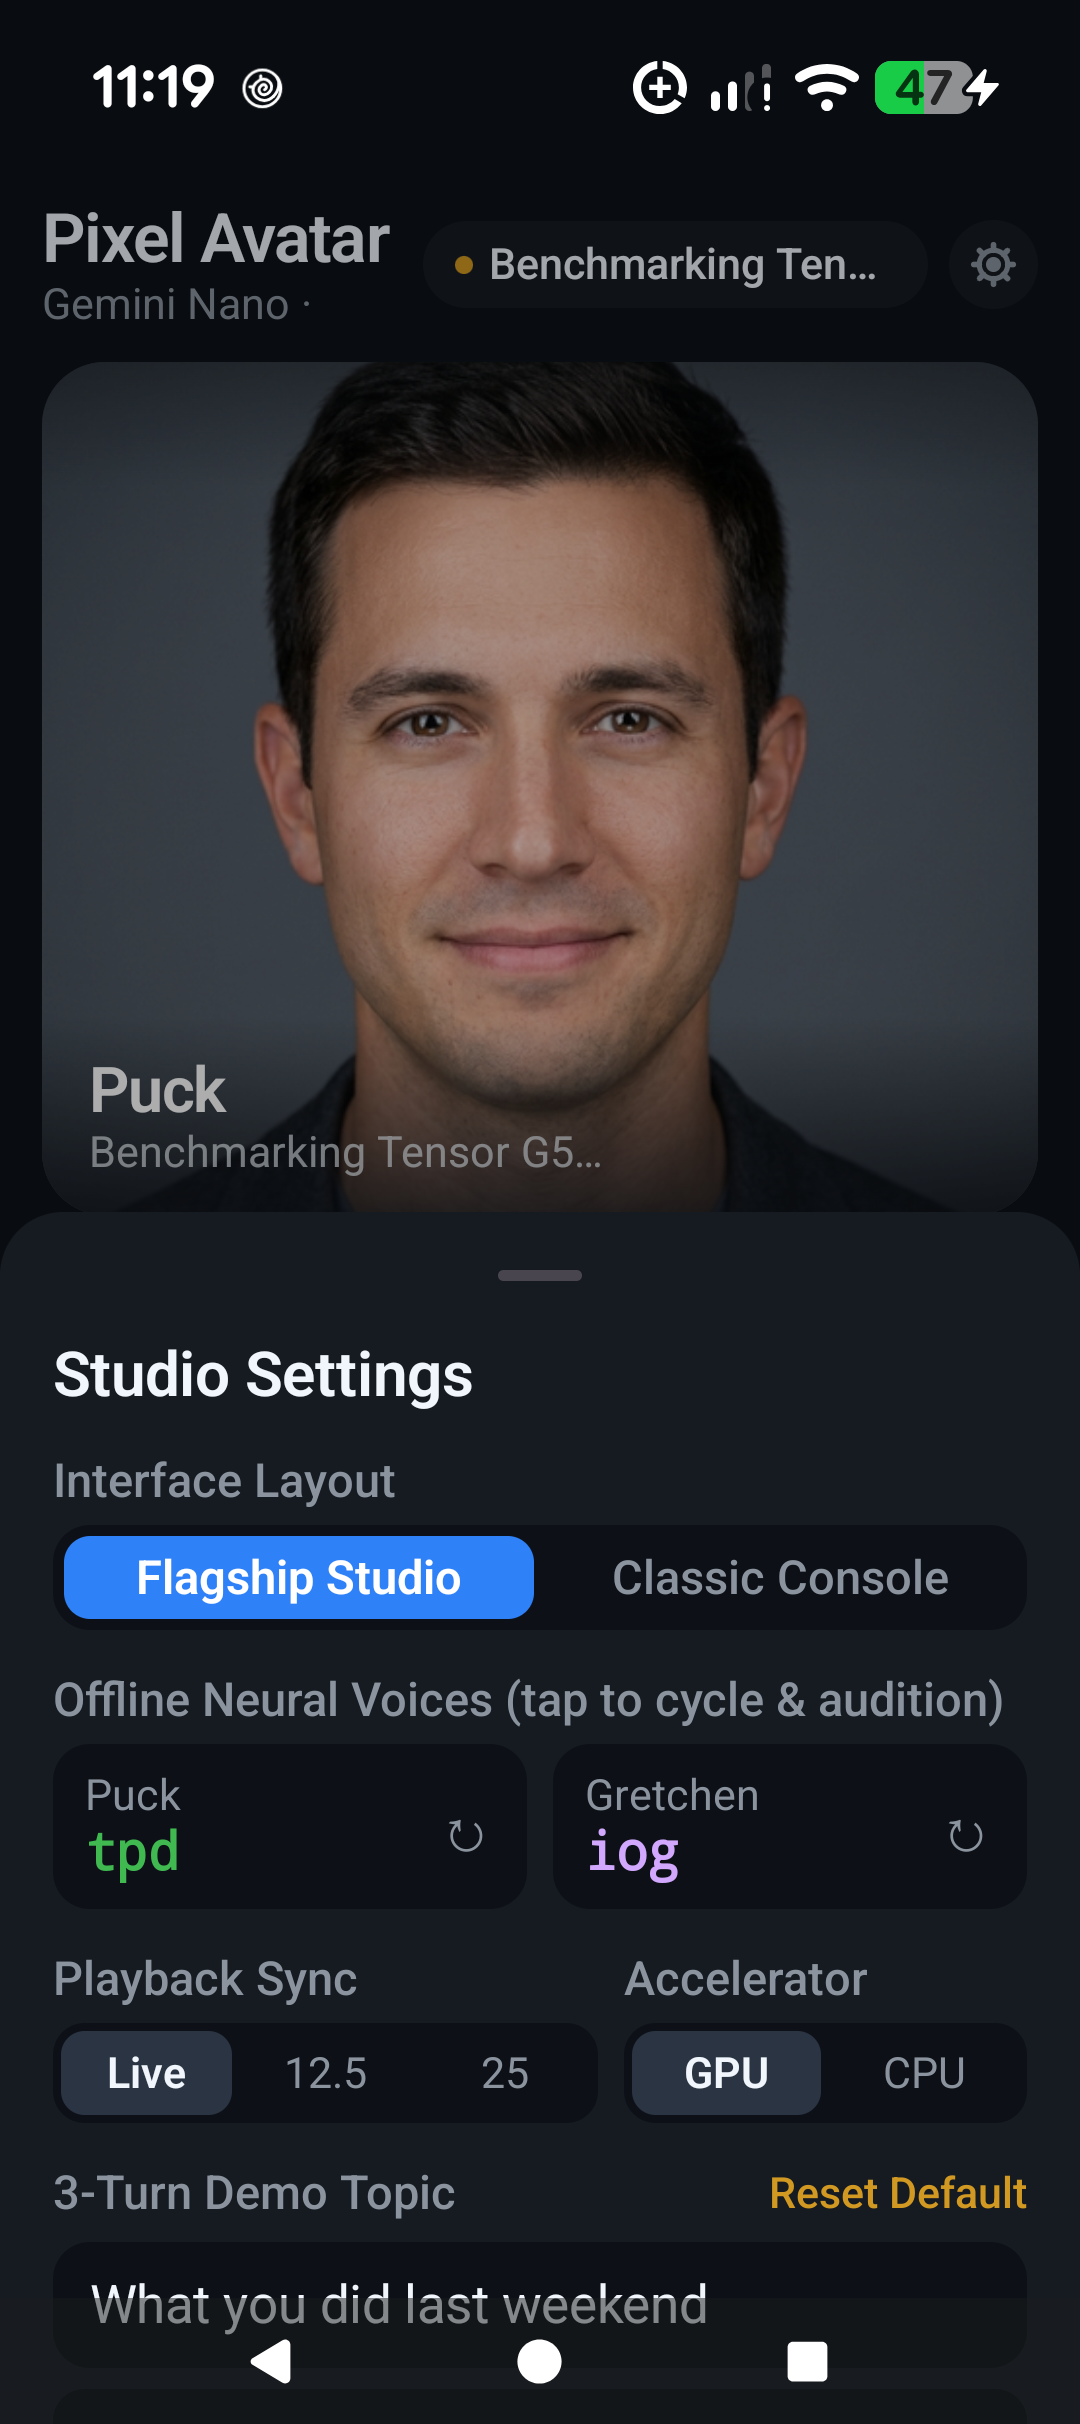 11:19
47
Pixel Avatar
Gemini Nano ·
Benchmarking Ten...
Puck
Benchmarking Tensor G5...
Studio Settings
Interface Layout
Flagship Studio
Classic Console
Offline Neural Voices (tap to cycle & audition)
Puck
tpd
Gretchen
iog
Playback Sync
Accelerator
Live
12.5
25
GPU
CPU
3-Turn Demo Topic
Reset Default
What you did last weekend